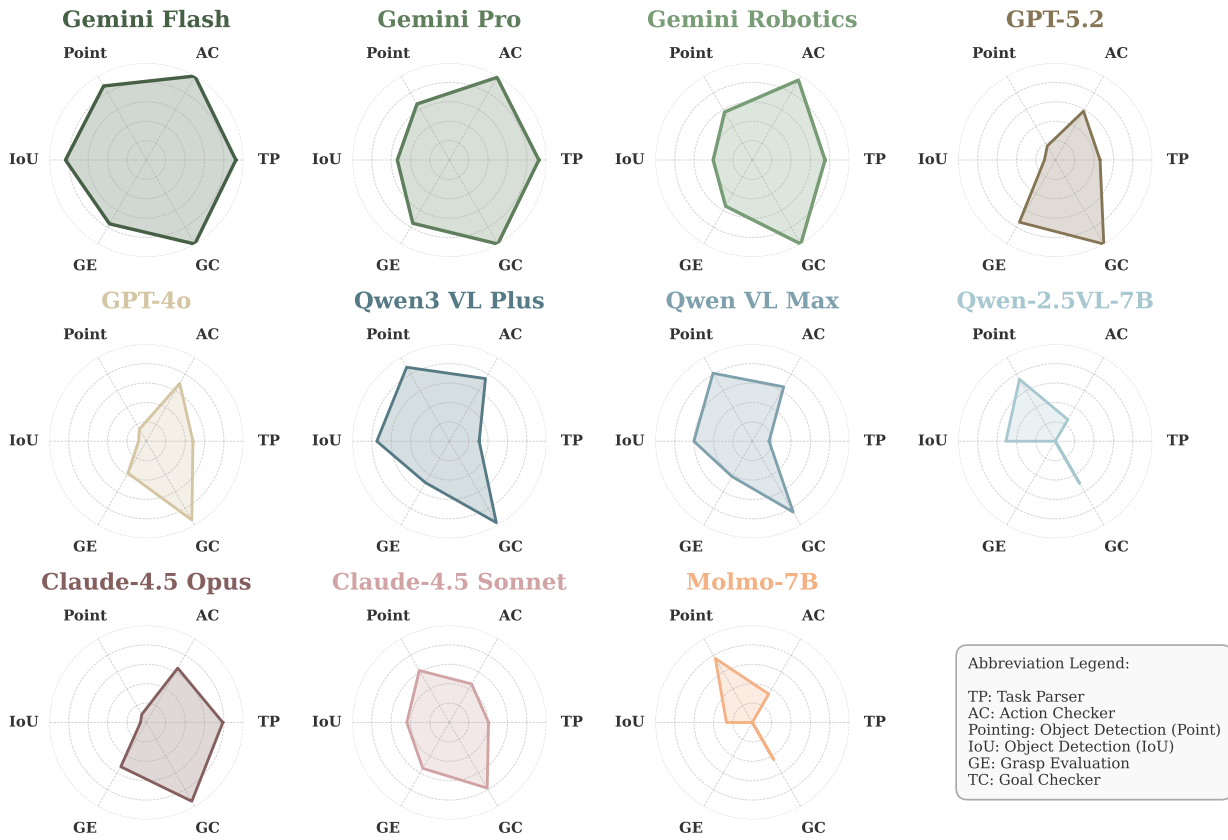 Gemini Flash
Gemini Pro
Gemini Robotics
GPT-5.2
Point
AC
IoU
TP
GE
GC
Point
AC
IoU
TP
GE
GC
Point
AC
IoU
TP
GE
GC
Point
AC
IoU
TP
GE
GC
GPT-4o
Qwen3 VL Plus
Qwen VL Max
Qwen-2.5VL-7B
Point
AC
IoU
TP
GE
GC
Point
AC
IoU
TP
GE
GC
Point
AC
IoU
TP
GE
GC
Point
AC
IoU
TP
GE
GC
Claude-4.5 Opus
Claude-4.5 Sonnet
Molmo-7B
Point
AC
IoU
TP
GE
GC
Point
AC
IoU
TP
GE
GC
Point
AC
IoU
TP
GE
GC
Abbreviation Legend:
TP: Task Parser
AC: Action Checker
Pointing: Object Detection (Point)
IoU: Object Detection (IoU)
GE: Grasp Evaluation
TC: Goal Checker